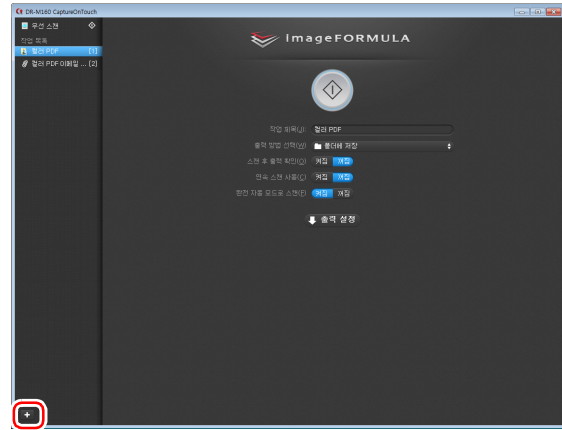 DR-M160 CaptureOnTouch
우선 스캔
작업 목록
컬러 PDF [1]
컬러 PDF 이메일 ... [2]
imageFORMULA
작업 제목(J) 컬러 PDF
출력 방법 선택(W) 폴더에 저장
스캔 후 출력 확인(O) 켜짐 꺼짐
연속 스캔 사용(C) 켜짐 꺼짐
완전 자동 모드로 스캔(F) 켜짐 꺼짐
출력 설정
+